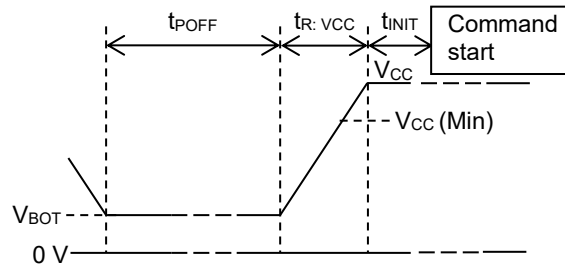 tPOFF tR: VCC tINIT Command
start
VCC
VCC (Min)
VBOT
0 V